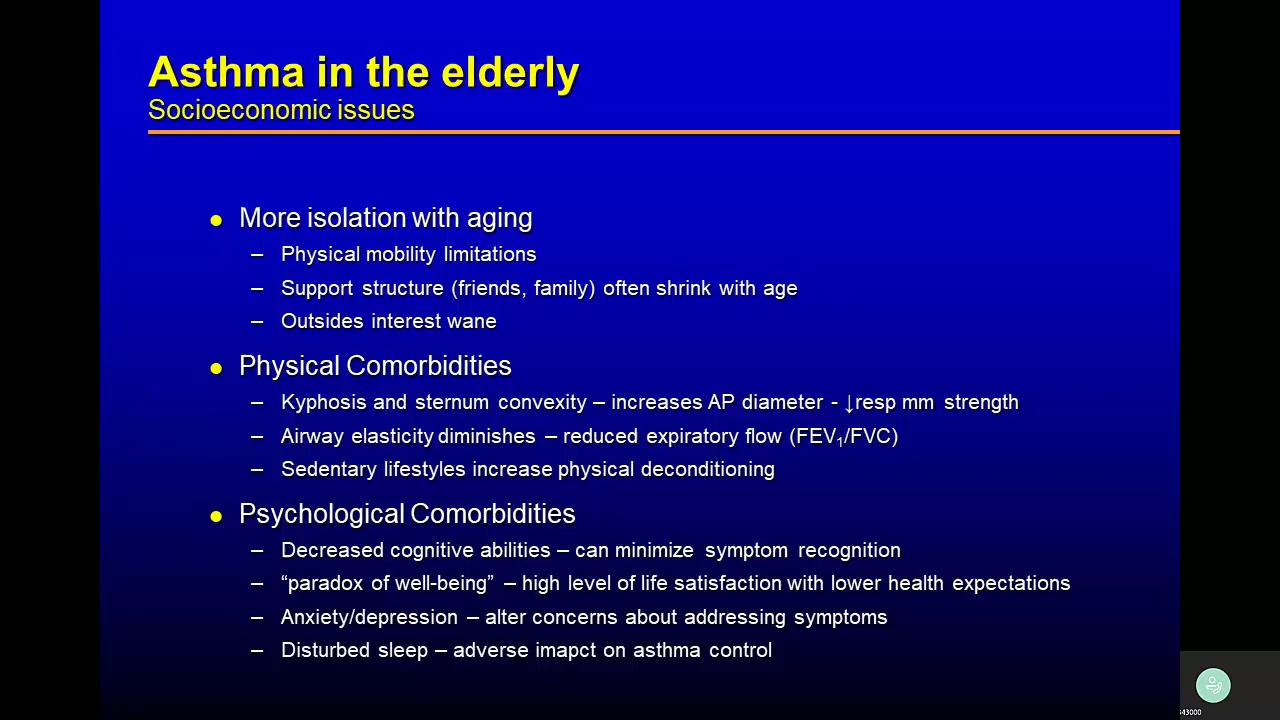 Asthma in the elderly
Socioeconomic issues
● More isolation with aging
– Physical mobility limitations
– Support structure (friends, family) often shrink with age
– Outsides interest wane
● Physical Comorbidities
– Kyphosis and sternum convexity – increases AP diameter - ↓resp mm strength
– Airway elasticity diminishes – reduced expiratory flow (FEV₁/FVC)
– Sedentary lifestyles increase physical deconditioning
● Psychological Comorbidities
– Decreased cognitive abilities – can minimize symptom recognition
– “paradox of well-being” – high level of life satisfaction with lower health expectations
– Anxiety/depression – alter concerns about addressing symptoms
– Disturbed sleep – adverse imapct on asthma control